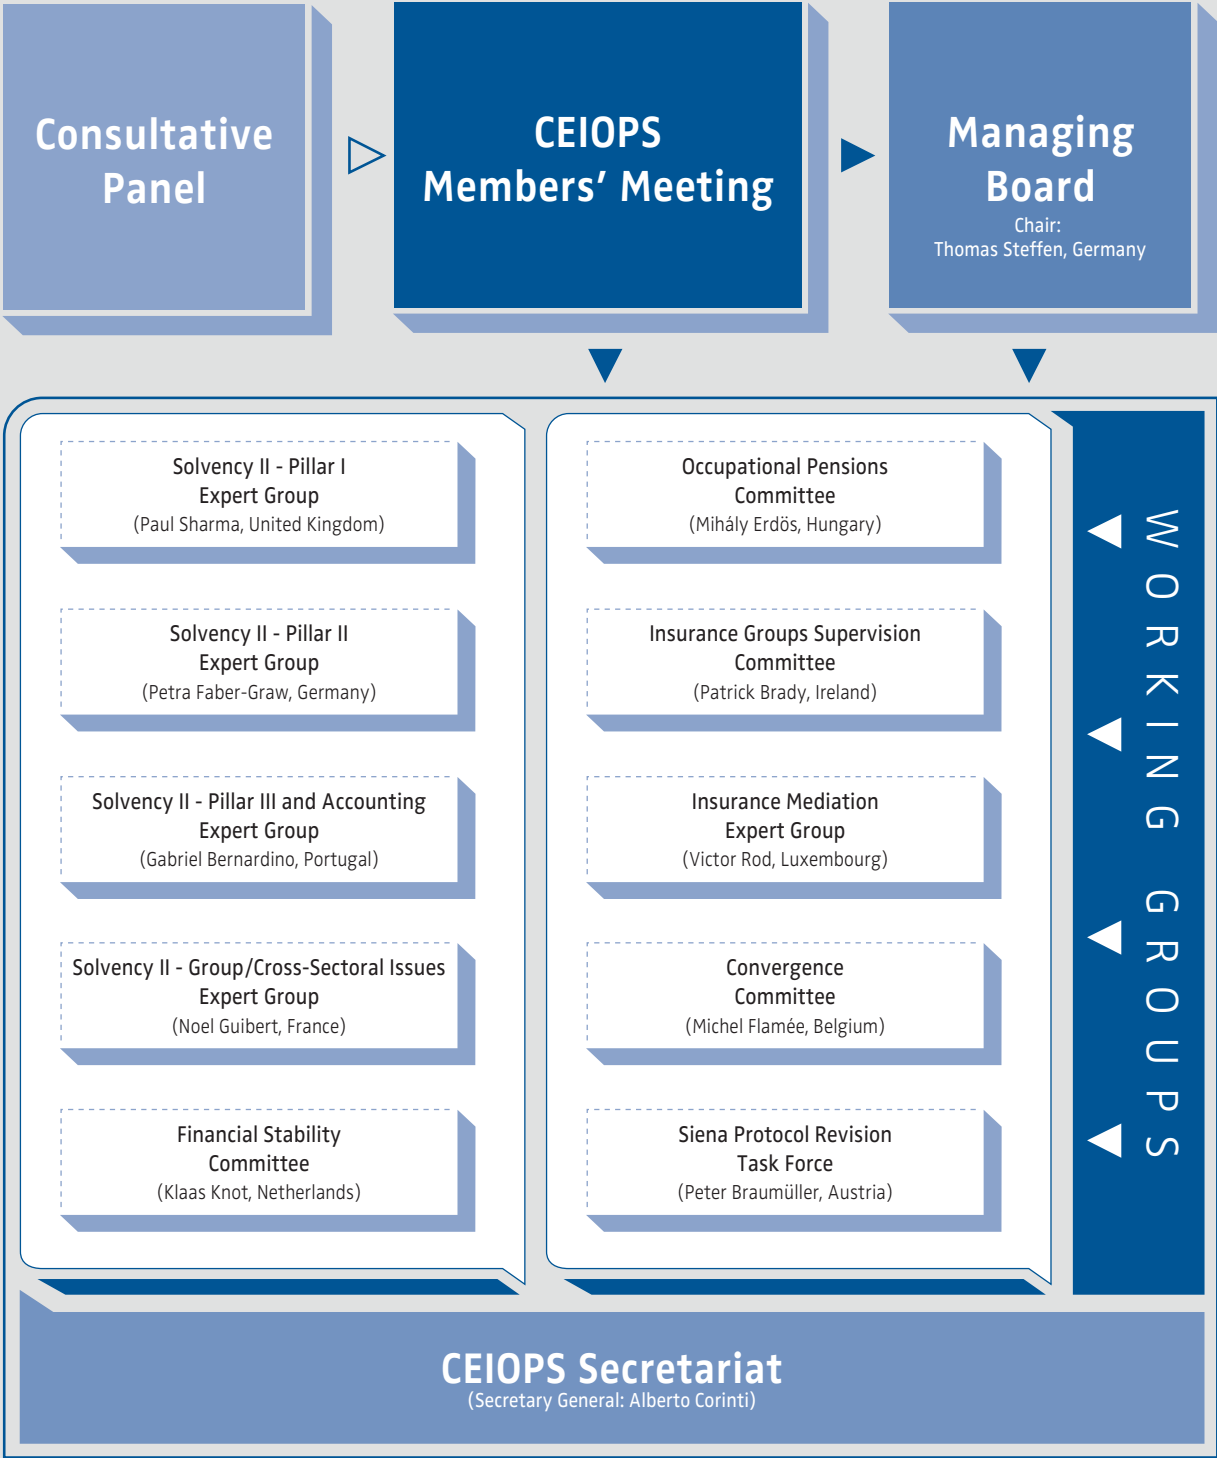 Consultative
Panel
CEIOPS
Members’ Meeting
Managing
Board
Chair:
Thomas Steffen, Germany
Solvency II - Pillar I
Expert Group
(Paul Sharma, United Kingdom)
Solvency II - Pillar II
Expert Group
(Petra Faber-Graw, Germany)
Solvency II - Pillar III and Accounting
Expert Group
(Gabriel Bernardino, Portugal)
Solvency II - Group/Cross-Sectoral Issues
Expert Group
(Noel Guibert, France)
Financial Stability
Committee
(Klaas Knot, Netherlands)
Occupational Pensions
Committee
(Mihály Erdös, Hungary)
Insurance Groups Supervision
Committee
(Patrick Brady, Ireland)
Insurance Mediation
Expert Group
(Victor Rod, Luxembourg)
Convergence
Committee
(Michel Flamée, Belgium)
Siena Protocol Revision
Task Force
(Peter Braumüller, Austria)
WORKING GROUPS
CEIOPS Secretariat
(Secretary General: Alberto Corinti)